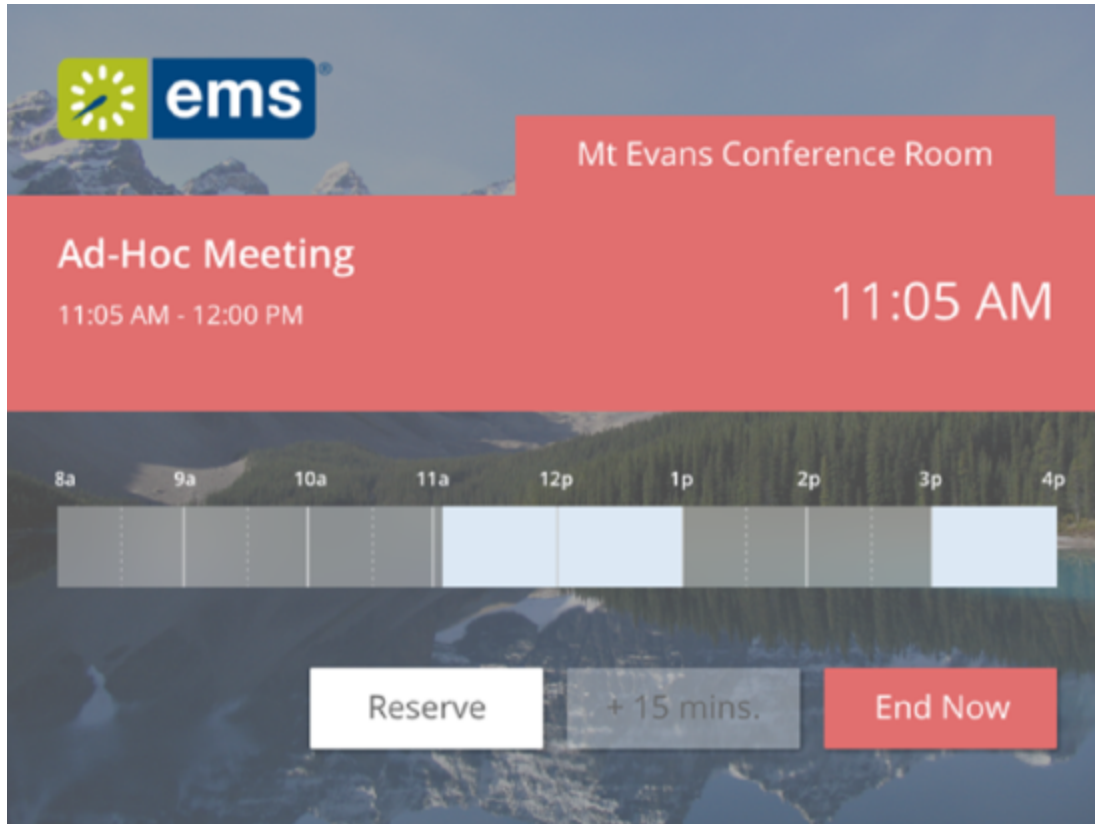 ems®
Mt Evans Conference Room
Ad-Hoc Meeting
11:05 AM - 12:00 PM
11:05 AM
8a 9a 10a 11a 12p 1p 2p 3p 4p
Reserve + 15 mins. End Now